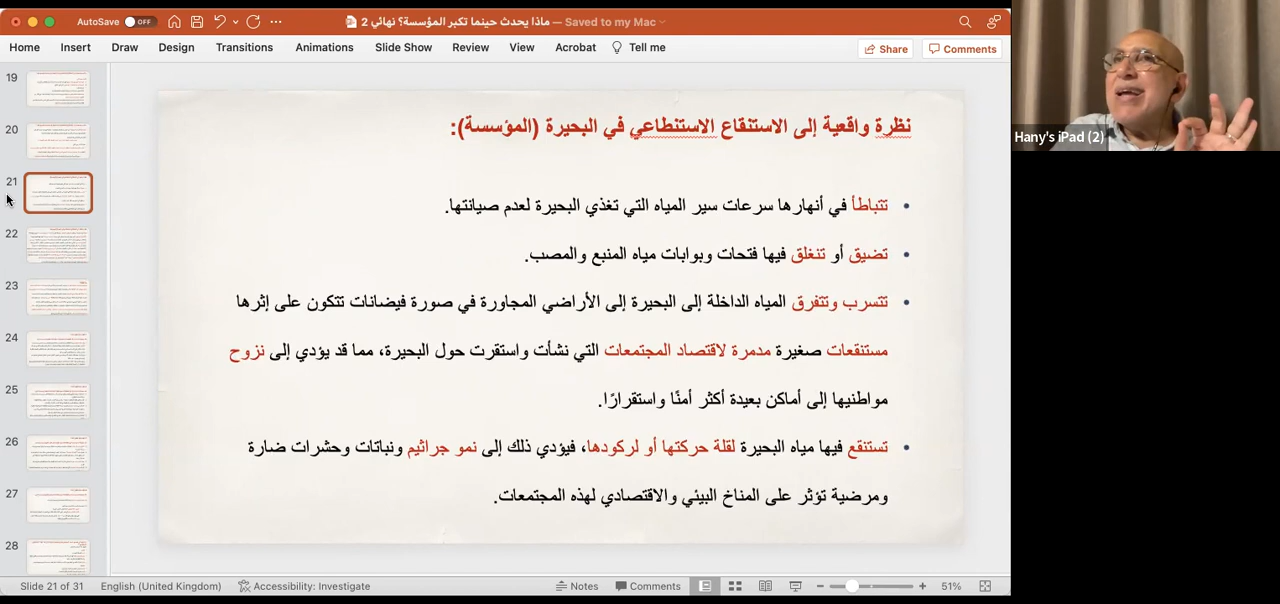 AutoSave OFF
ماذا يحدث حينما تكبر المؤسسة؟ نهائي 2 — Saved to my Mac
Home Insert Draw Design Transitions Animations Slide Show Review View Acrobat Tell me Share Comments
Hany's iPad (2)
19
20
21
22
23
24
25
26
27
28
نظرة واقعية إلى الاستنقاع الاستنطاعي في البحيرة (المؤسسة):
• تتباطأ في أنهارها سرعات سير المياه التي تغذي البحيرة لعدم صيانتها.
• تضيق أو تنغلق فيها فتحات وبوابات مياه المنبع والمصب.
• تتسرب وتتفرق المياه الداخلة إلى البحيرة إلى الأراضي المجاورة في صورة فيضانات تتكون على إثرها
مستنقعات صغيرة مدمرة لاقتصاد المجتمعات التي نشأت واستقرت حول البحيرة، مما قد يؤدي إلى نزوح
مواطنيها إلى أماكن بعيدة أكثر أمنًا واستقرارًا.
• تستنقع فيها مياه البحيرة لقلة حركتها أو لركودها، فيؤدي ذلك إلى نمو جراثيم ونباتات وحشرات ضارة
ومرضية تؤثر على المناخ البيئي والاقتصادي لهذه المجتمعات.
Slide 21 of 31 English (United Kingdom) Accessibility: Investigate Notes Comments 51%